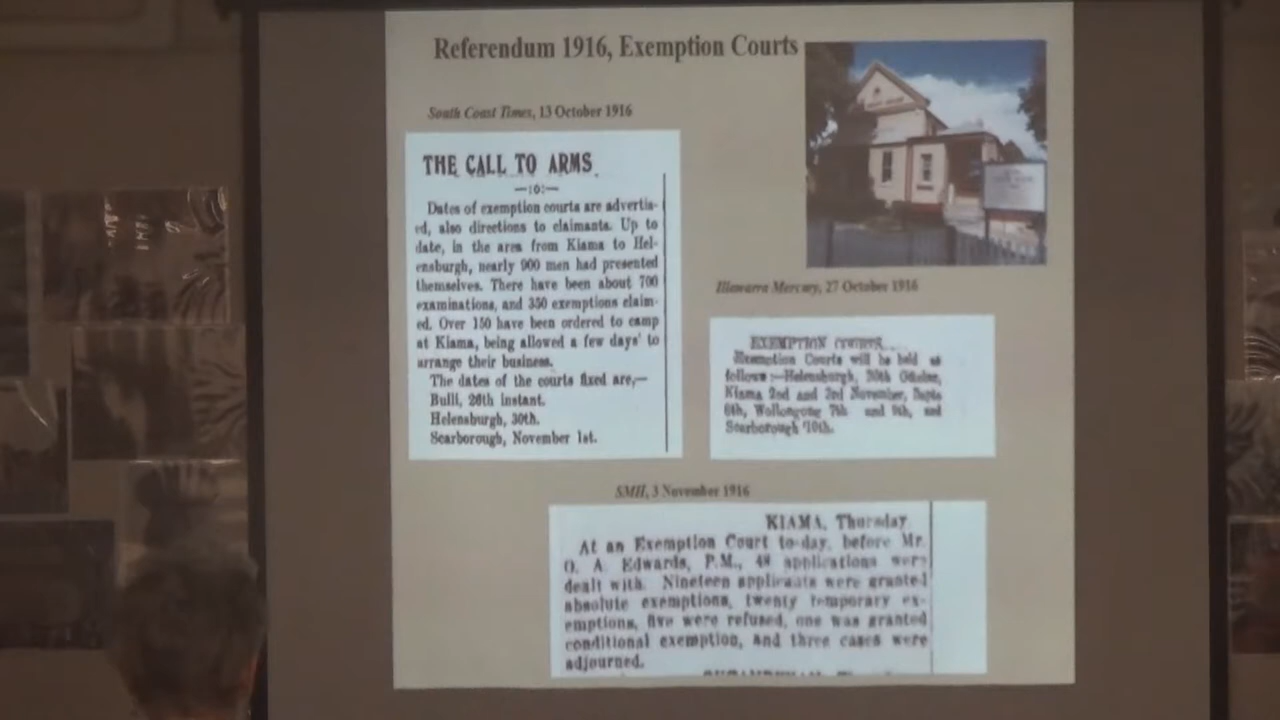 Referendum 1916, Exemption Courts
South Coast Times, 13 October 1916
THE CALL TO ARMS.
—:o:—
Dates of exemption courts are advertis-
ed, also directions to claimants. Up to
date, in the area from Kiama to Hel-
ensburgh, nearly 900 men had presented
themselves. There have been about 700
examinations, and 350 exemptions claim-
ed. Over 150 have been ordered to camp
at Kiama, being allowed a few days' to
arrange their business.
The dates of the courts fixed are,—
Bulli, 26th instant.
Helensburgh, 30th.
Scarborough, November 1st.
Illawarra Mercury, 27 October 1916
EXEMPTION COURTS.
Exemption Courts will be held as
follows :—Helensburgh, 30th October,
Kiama 2nd and 3rd November,
6th, Wollongong 7th and 9th, and
Scarborough 10th.
SMH, 3 November 1916
KIAMA, Thursday.
At an Exemption Court to-day, before Mr.
O. A. Edwards, P.M., 48 applications were
dealt with. Nineteen applicants were granted
absolute exemptions, twenty temporary ex-
emptions, five were refused, one was granted
conditional exemption, and three cases were
adjourned.